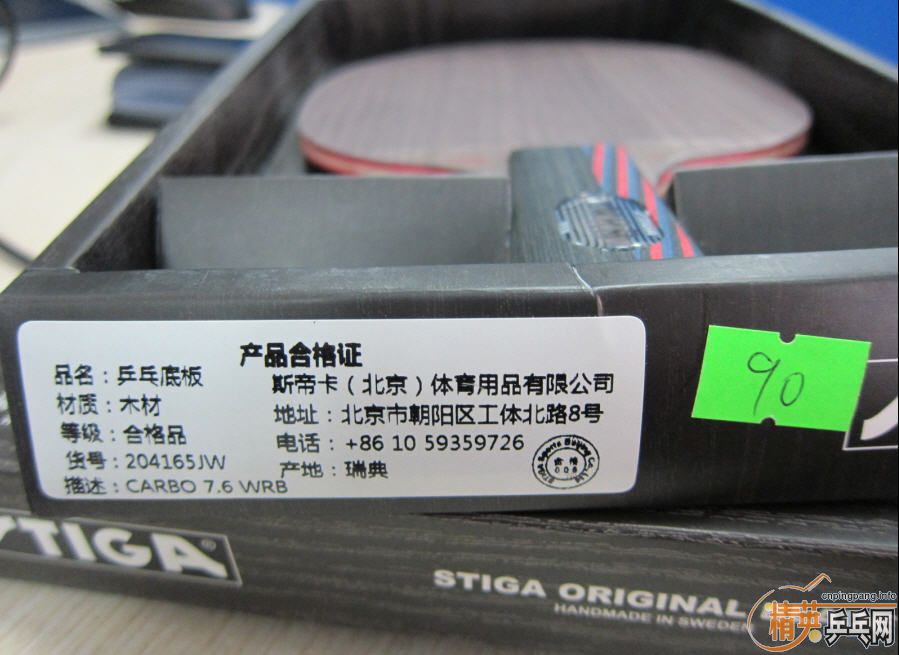 产品合格证
品名：乒乓底板
材质：木材
等级：合格品
货号：204165JW
描述：CARBO 7.6 WRB
斯帝卡（北京）体育用品有限公司
地址：北京市朝阳区工体北路8号
电话：+86 10 59359726
产地：瑞典
90
STIGA
STIGA ORIGINAL
HANDMADE IN SWEDEN
cnpingpang.info
精英乒乓网